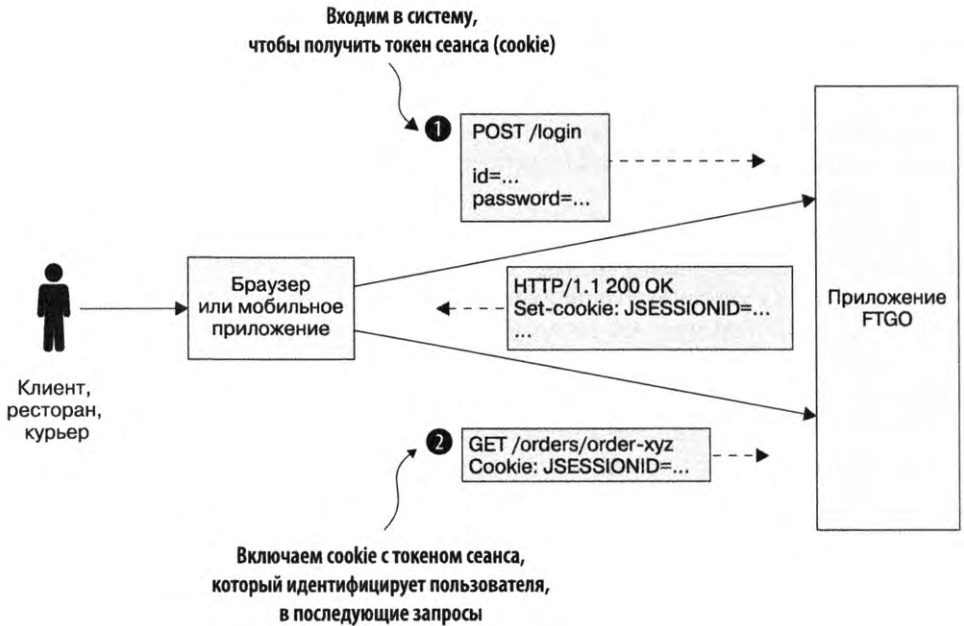 Входим в систему,
чтобы получить токен сеанса (cookie)
1
POST /login
id=...
password=...
Браузер
или мобильное
приложение
HTTP/1.1 200 OK
Set-cookie: JSESSIONID=...
...
Приложение
FTGO
Клиент,
ресторан,
курьер
2
GET /orders/order-xyz
Cookie: JSESSIONID=...
Включаем cookie с токеном сеанса,
который идентифицирует пользователя,
в последующие запросы